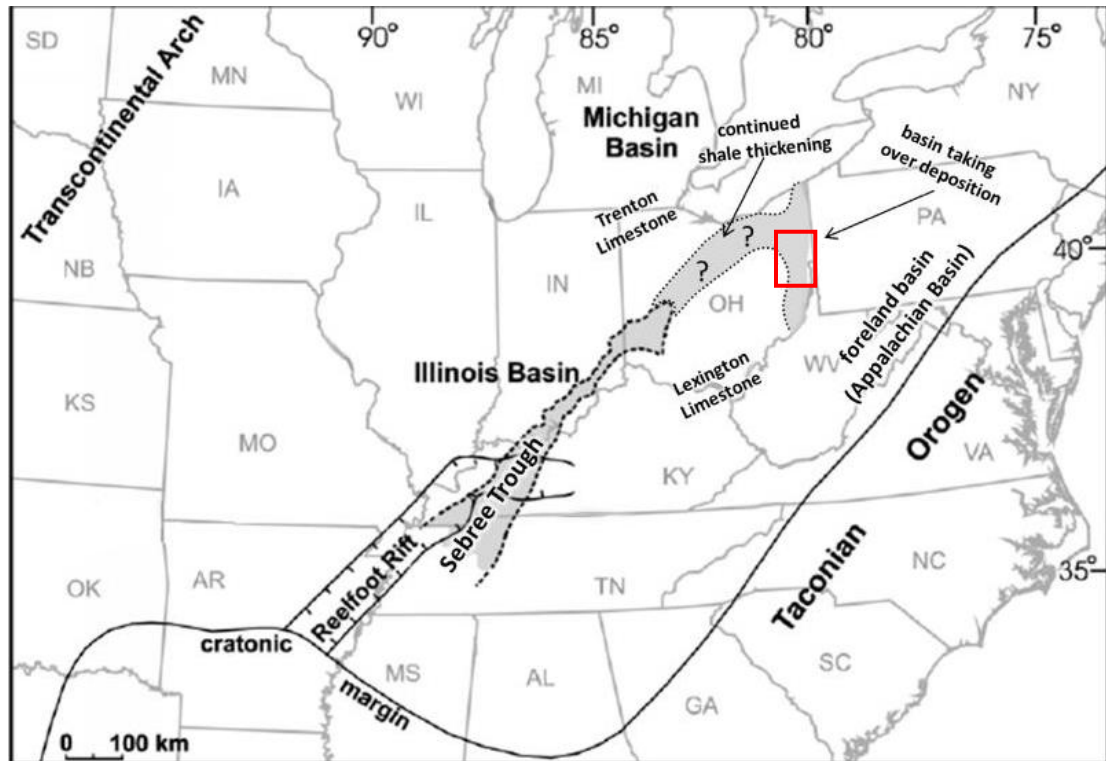 90°
85°
80°
75°
SD
MN
WI
MI
NY
Transcontinental Arch
Michigan
Basin
continued
shale thickening
basin taking
over deposition
IA
IL
Trenton
Limestone
PA
NB
?
?
40°
IN
OH
foreland basin
(Appalachian Basin)
Illinois Basin
Lexington
Limestone
WV
KS
MO
Orogen
VA
KY
Sebree Trough
OK
AR
Reelfoot Rift
TN
NC
35°
Taconian
cratonic
margin
MS
AL
GA
SC
0 100 km